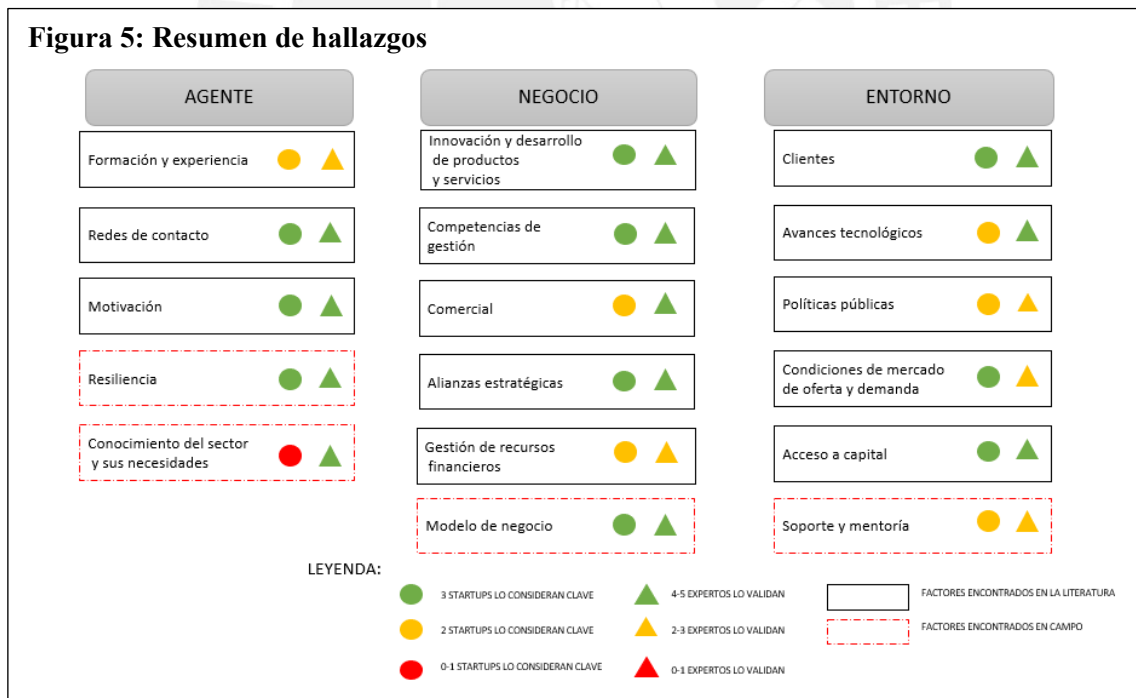 Figura 5: Resumen de hallazgos
AGENTE
Formación y experiencia
Redes de contacto
Motivación
Resiliencia
Conocimiento del sector
y sus necesidades
NEGOCIO
Innovación y desarrollo
de productos
y servicios
Competencias de
gestión
Comercial
Alianzas estratégicas
Gestión de recursos
financieros
Modelo de negocio
ENTORNO
Clientes
Avances tecnológicos
Políticas públicas
Condiciones de mercado
de oferta y demanda
Acceso a capital
Soporte y mentoría
LEYENDA:
3 STARTUPS LO CONSIDERAN CLAVE
2 STARTUPS LO CONSIDERAN CLAVE
0-1 STARTUPS LO CONSIDERAN CLAVE
4-5 EXPERTOS LO VALIDAN
2-3 EXPERTOS LO VALIDAN
0-1 EXPERTOS LO VALIDAN
FACTORES ENCONTRADOS EN LA LITERATURA
FACTORES ENCONTRADOS EN CAMPO